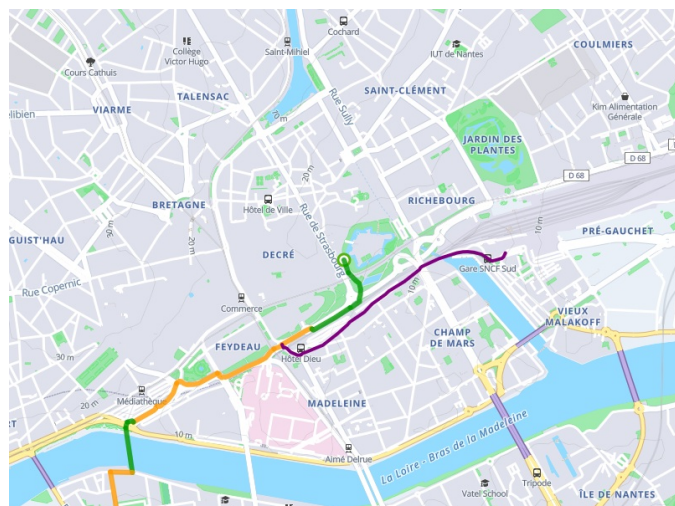 Cochard
Saint-Mihiel
Collège
Victor Hugo
IUT de Nantes
COULMIERS
Cours Cathuis
TALENSAC
SAINT-CLÉMENT
VIARME
Rue Sully
70 m
Kim Alimentation
Générale
elibien
JARDIN DES
PLANTES
D 68
D 68
20 m
BRETAGNE
Hôtel de Ville
RICHEBOURG
30 m
Rue de Strasbourg
10 m
GUIST'HAU
20 m
DECRÉ
PRÉ-GAUCHET
Gare SNCF Sud
Rue Copernic
10 m
Commerce
VIEUX
MALAKOFF
FEYDEAU
CHAMP
DE MARS
30 m
Hôtel Dieu
Médiathèque
MADELEINE
20 m
RT
10 m
La Loire - Bras de la Madeleine
Aimé Delrue
Tripode
Vatel School
ÎLE DE NANTES